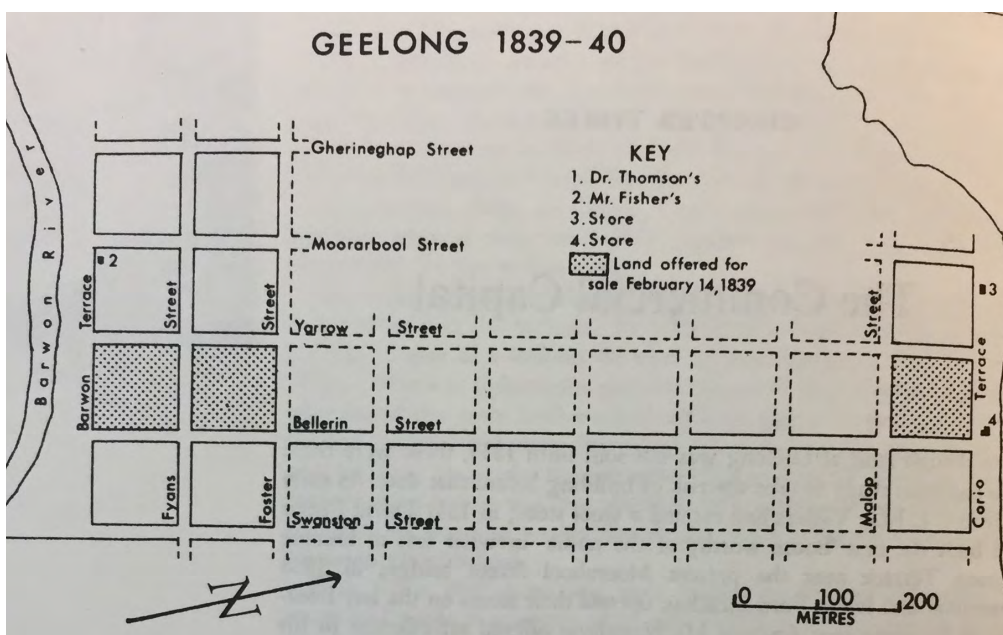 GEELONG 1839-40
Gherineghap Street
KEY
1. Dr. Thomson's
2. Mr. Fisher's
3. Store
4. Store
Land offered for
sale February 14, 1839
Moorarbool Street
2
3
4
Barwon River
Barwon Terrace
Fyans Street
Foster Street
Yarrow Street
Bellerin Street
Swanston Street
Malop Street
Corio Terrace
N
0 100 200
METRES